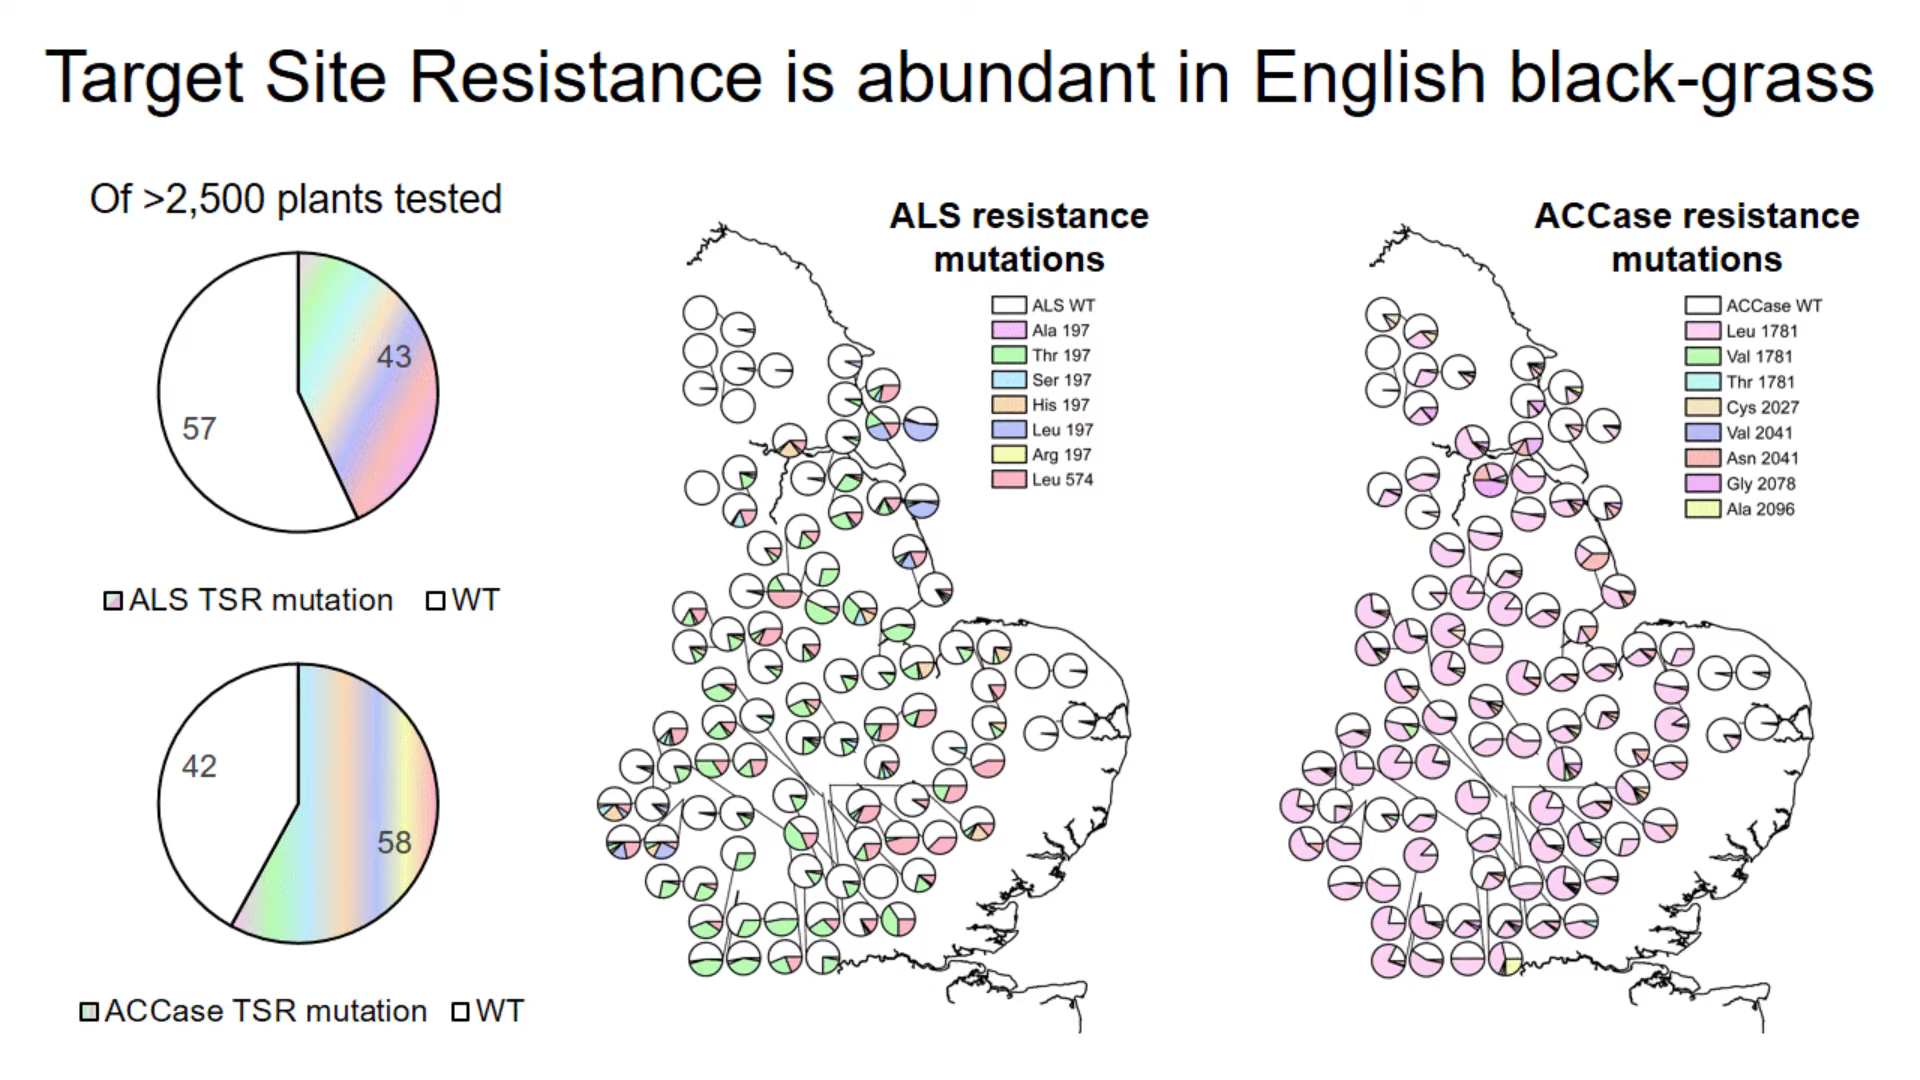 Target Site Resistance is abundant in English black-grass
Of >2,500 plants tested
43
57
ALS TSR mutation WT
42
58
ACCase TSR mutation WT
ALS resistance
mutations
ALS WT
Ala 197
Thr 197
Ser 197
His 197
Leu 197
Arg 197
Leu 574
ACCase resistance
mutations
ACCase WT
Leu 1781
Val 1781
Thr 1781
Cys 2027
Val 2041
Asn 2041
Gly 2078
Ala 2096